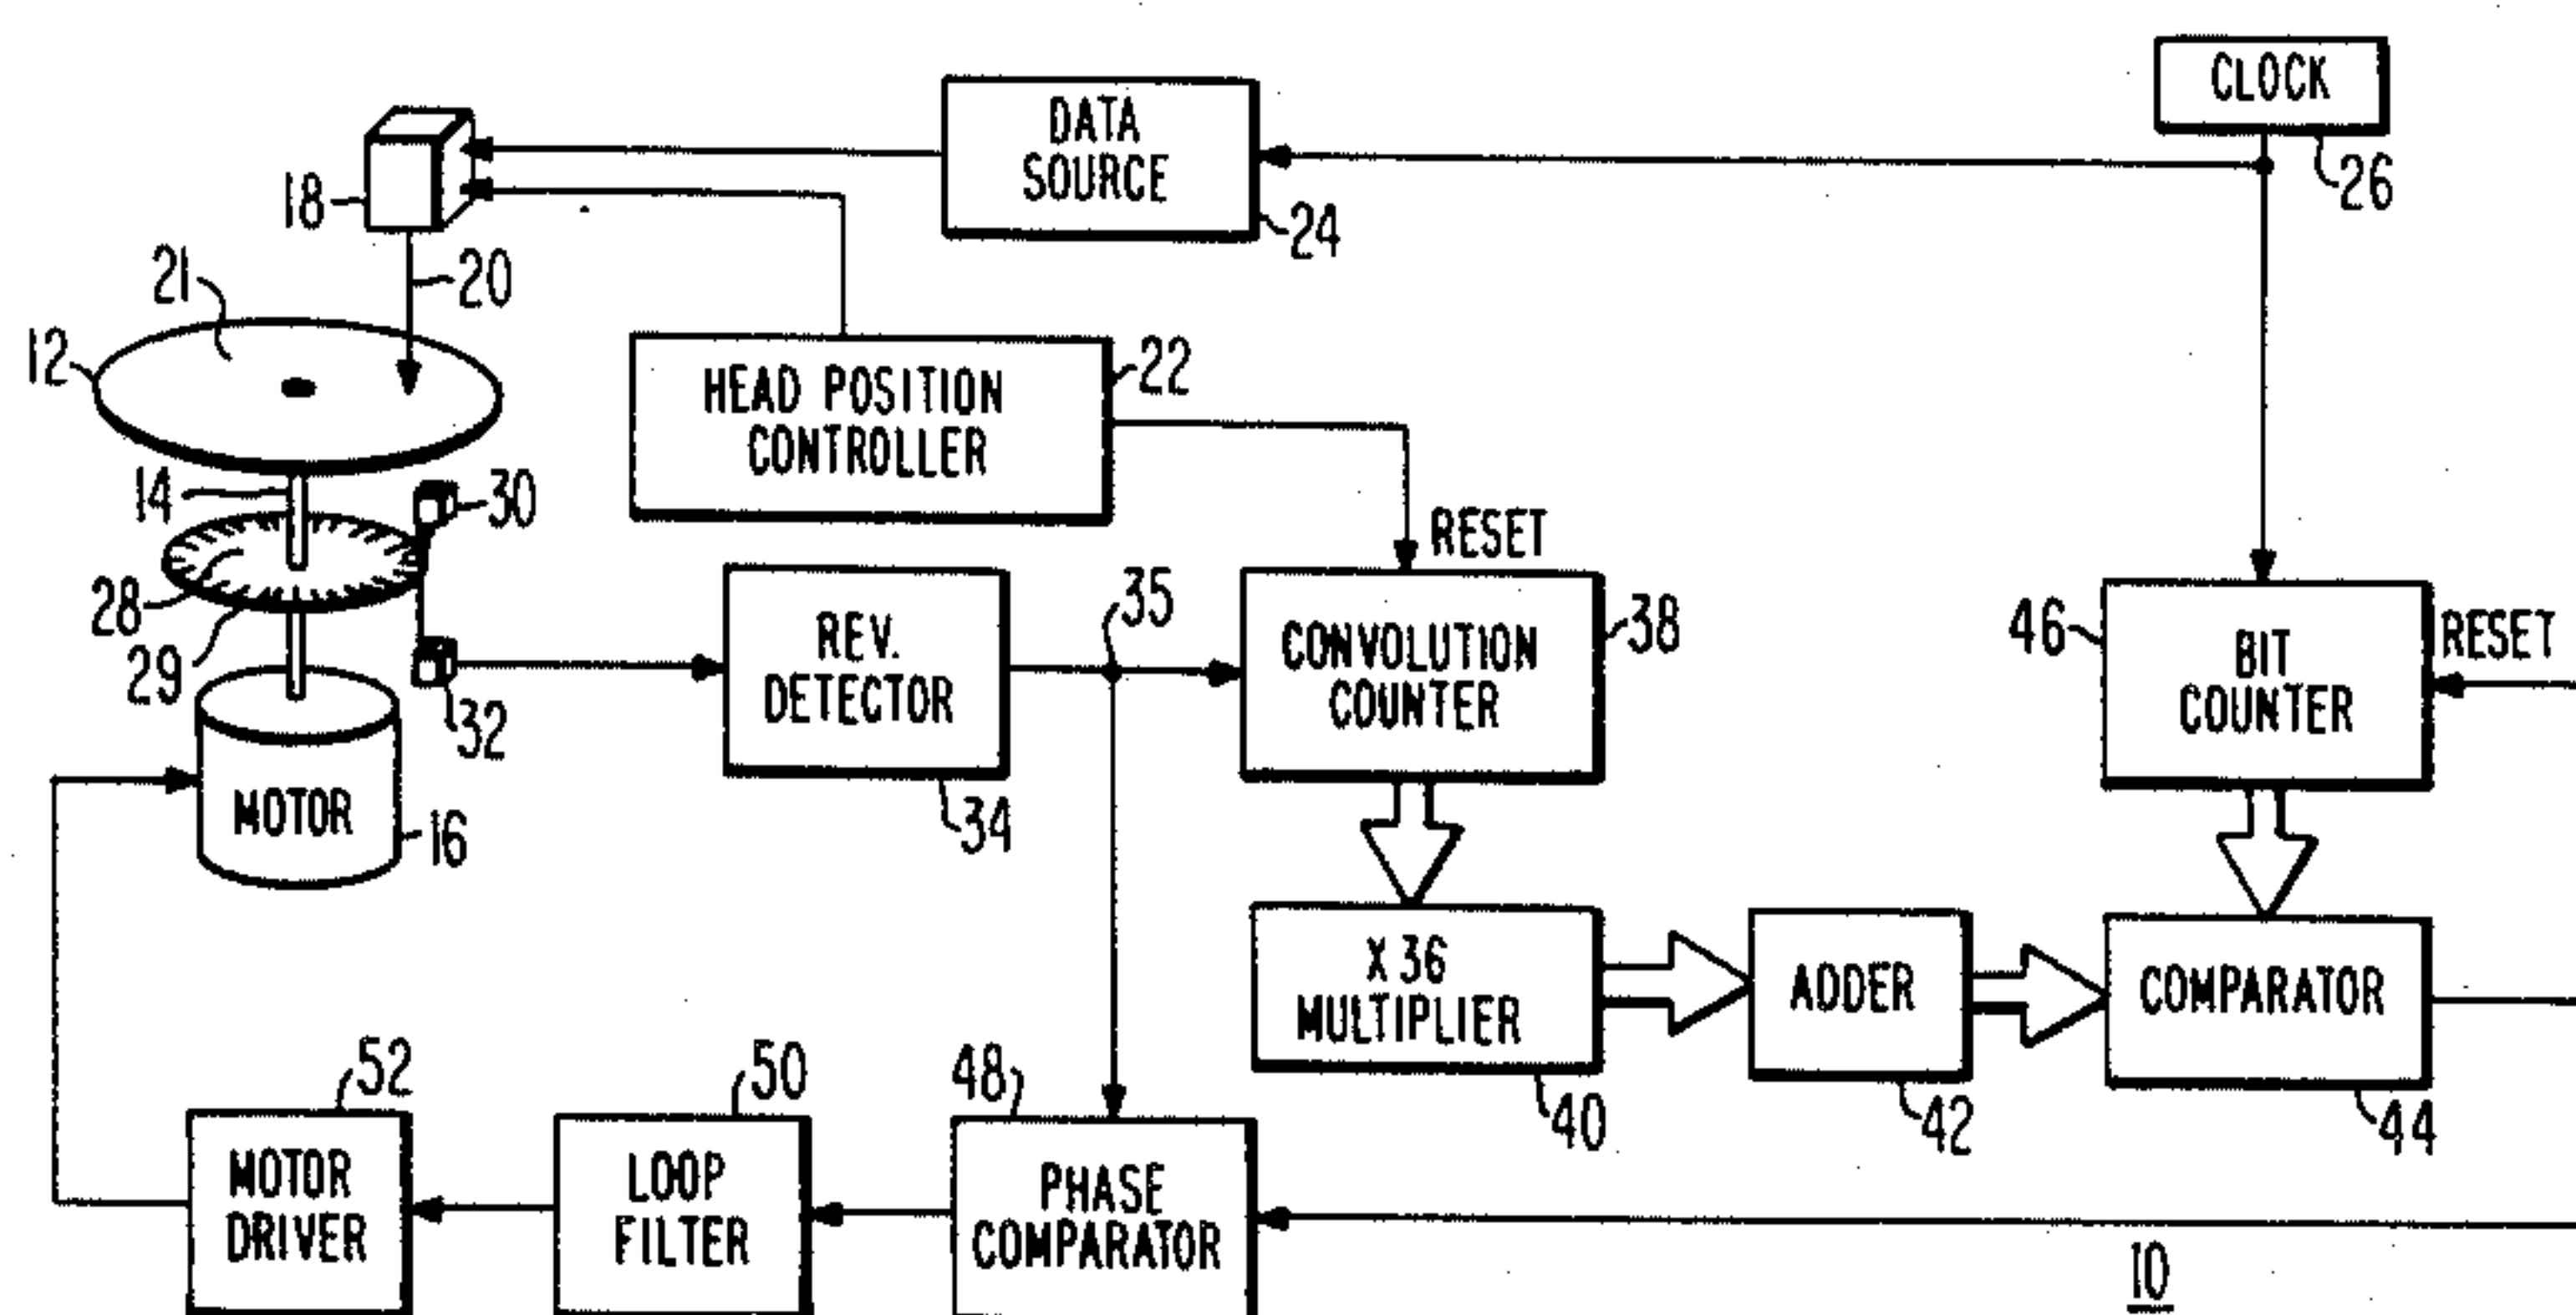 CLOCK
26
DATA
SOURCE
24
18
20
21
12
HEAD POSITION
CONTROLLER
22
14
30
RESET
28
29
32
REV.
DETECTOR
34
35
CONVOLUTION
COUNTER
38
46
BIT
COUNTER
RESET
MOTOR
16
X 36
MULTIPLIER
40
ADDER
42
COMPARATOR
44
52
MOTOR
DRIVER
50
LOOP
FILTER
48
PHASE
COMPARATOR
10